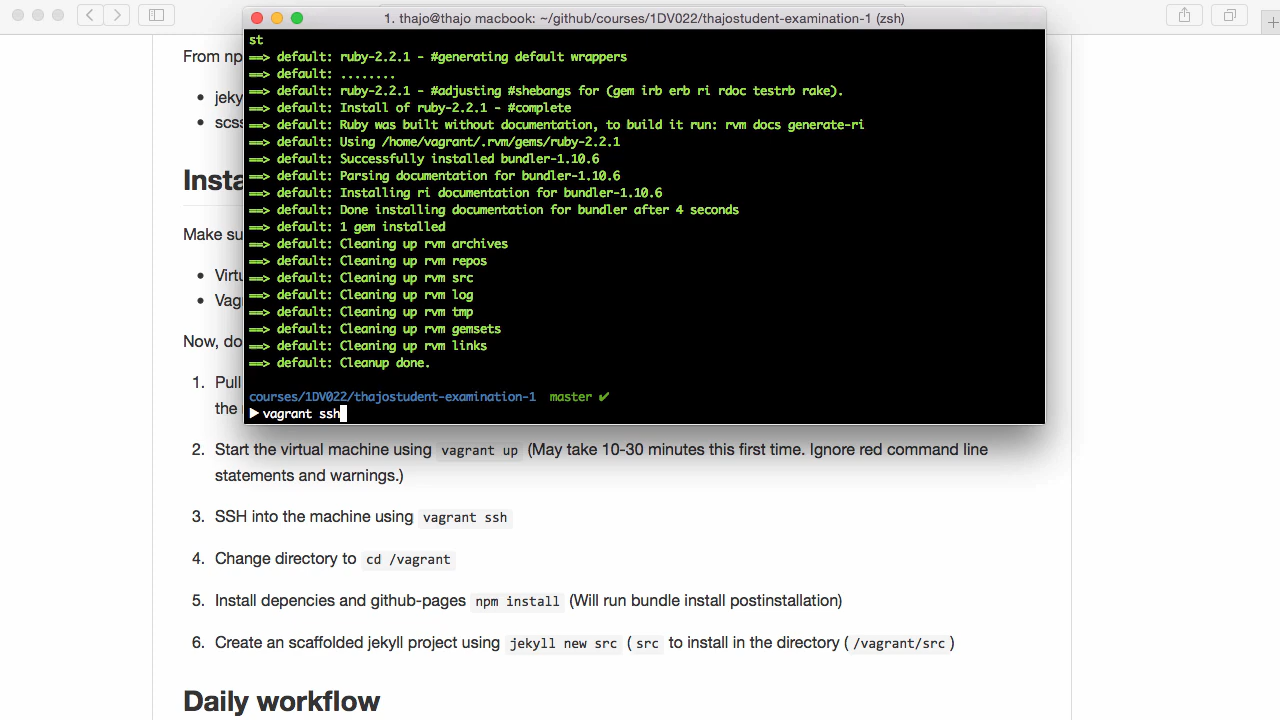 1. thajo@thajo macbook: ~/github/courses/1DV022/thajostudent-examination-1 (zsh)
st
==> default: ruby-2.2.1 - #generating default wrappers
==> default: ........
==> default: ruby-2.2.1 - #adjusting #shebangs for (gem irb erb ri rdoc testrb rake).
==> default: Install of ruby-2.2.1 - #complete
==> default: Ruby was built without documentation, to build it run: rvm docs generate-ri
==> default: Using /home/vagrant/.rvm/gems/ruby-2.2.1
==> default: Successfully installed bundler-1.10.6
==> default: Parsing documentation for bundler-1.10.6
==> default: Installing ri documentation for bundler-1.10.6
==> default: Done installing documentation for bundler after 4 seconds
==> default: 1 gem installed
==> default: Cleaning up rvm archives
==> default: Cleaning up rvm repos
==> default: Cleaning up rvm src
==> default: Cleaning up rvm log
==> default: Cleaning up rvm tmp
==> default: Cleaning up rvm gemsets
==> default: Cleaning up rvm links
==> default: Cleanup done.
courses/1DV022/thajostudent-examination-1 master ✔
▶ vagrant ssh
From np
• jeky
• scss
Insta
Make su
• Virtu
• Vag
Now, do
1. Pull
the
2. Start the virtual machine using vagrant up (May take 10-30 minutes this first time. Ignore red command line
statements and warnings.)
3. SSH into the machine using vagrant ssh
4. Change directory to cd /vagrant
5. Install depencies and github-pages npm install (Will run bundle install postinstallation)
6. Create an scaffolded jekyll project using jekyll new src ( src to install in the directory ( /vagrant/src )
Daily workflow